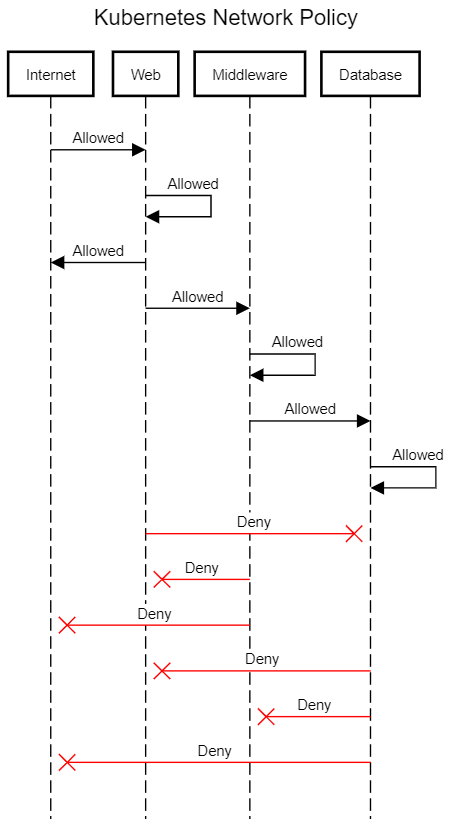 Kubernetes Network Policy
Internet Web Middleware Database
Allowed
Allowed
Allowed
Allowed
Allowed
Allowed
Allowed
Deny
Deny
Deny
Deny
Deny
Deny